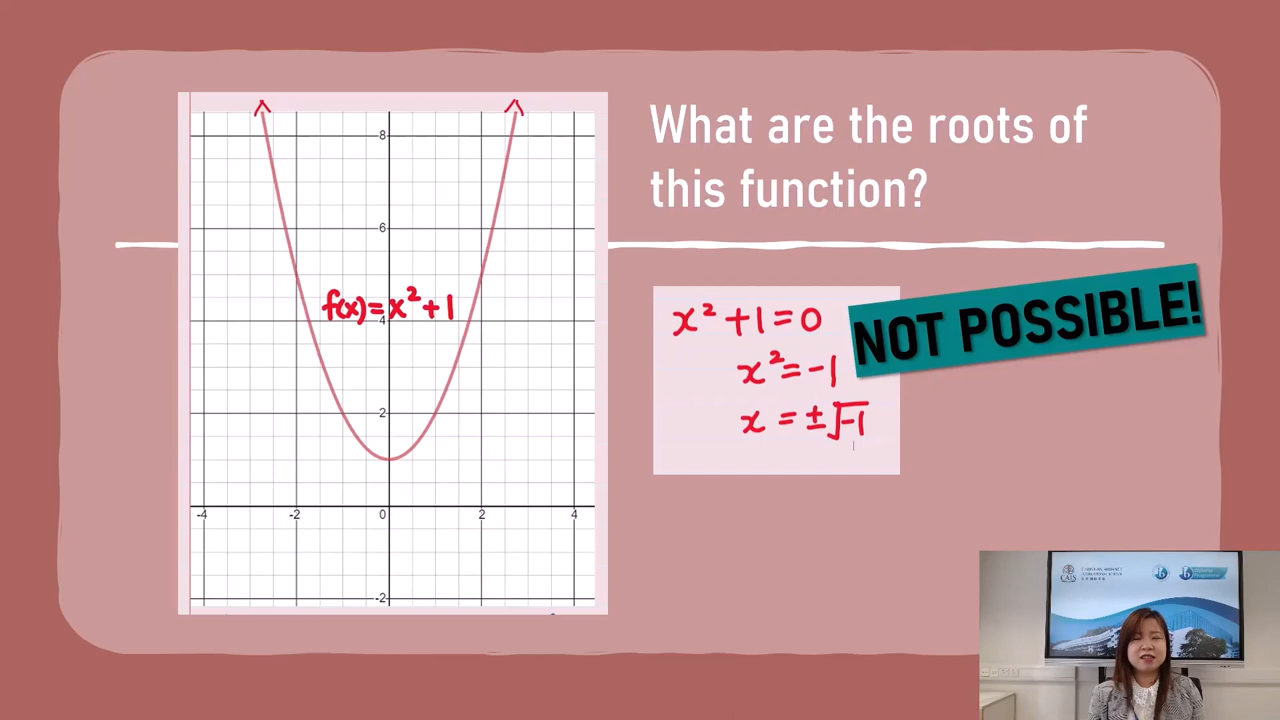 What are the roots of
this function?
8
6
f(x)=x²+1
4
2
-4
-2
0
2
4
-2
x²+1=0
x²=-1
x=±√-1
NOT POSSIBLE!
CAIS